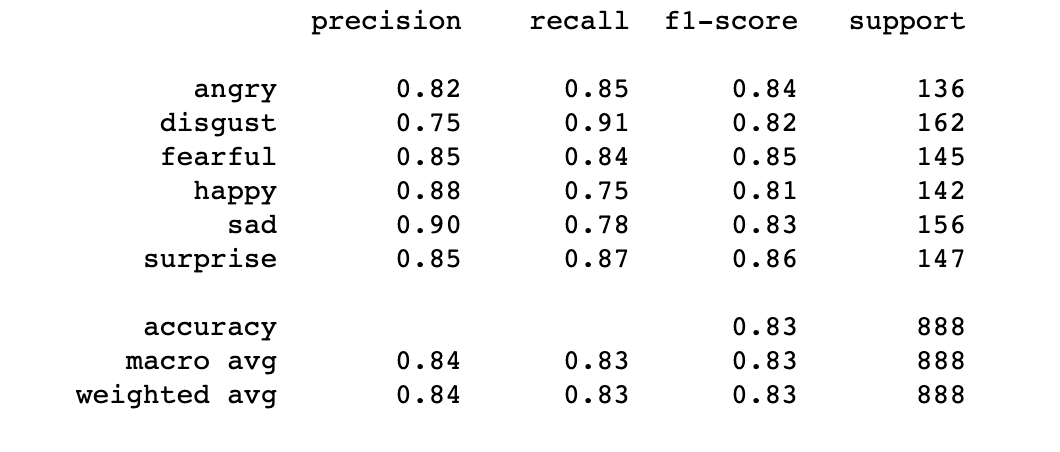 precision recall f1-score support
angry 0.82 0.85 0.84 136
disgust 0.75 0.91 0.82 162
fearful 0.85 0.84 0.85 145
happy 0.88 0.75 0.81 142
sad 0.90 0.78 0.83 156
surprise 0.85 0.87 0.86 147
accuracy 0.83 888
macro avg 0.84 0.83 0.83 888
weighted avg 0.84 0.83 0.83 888